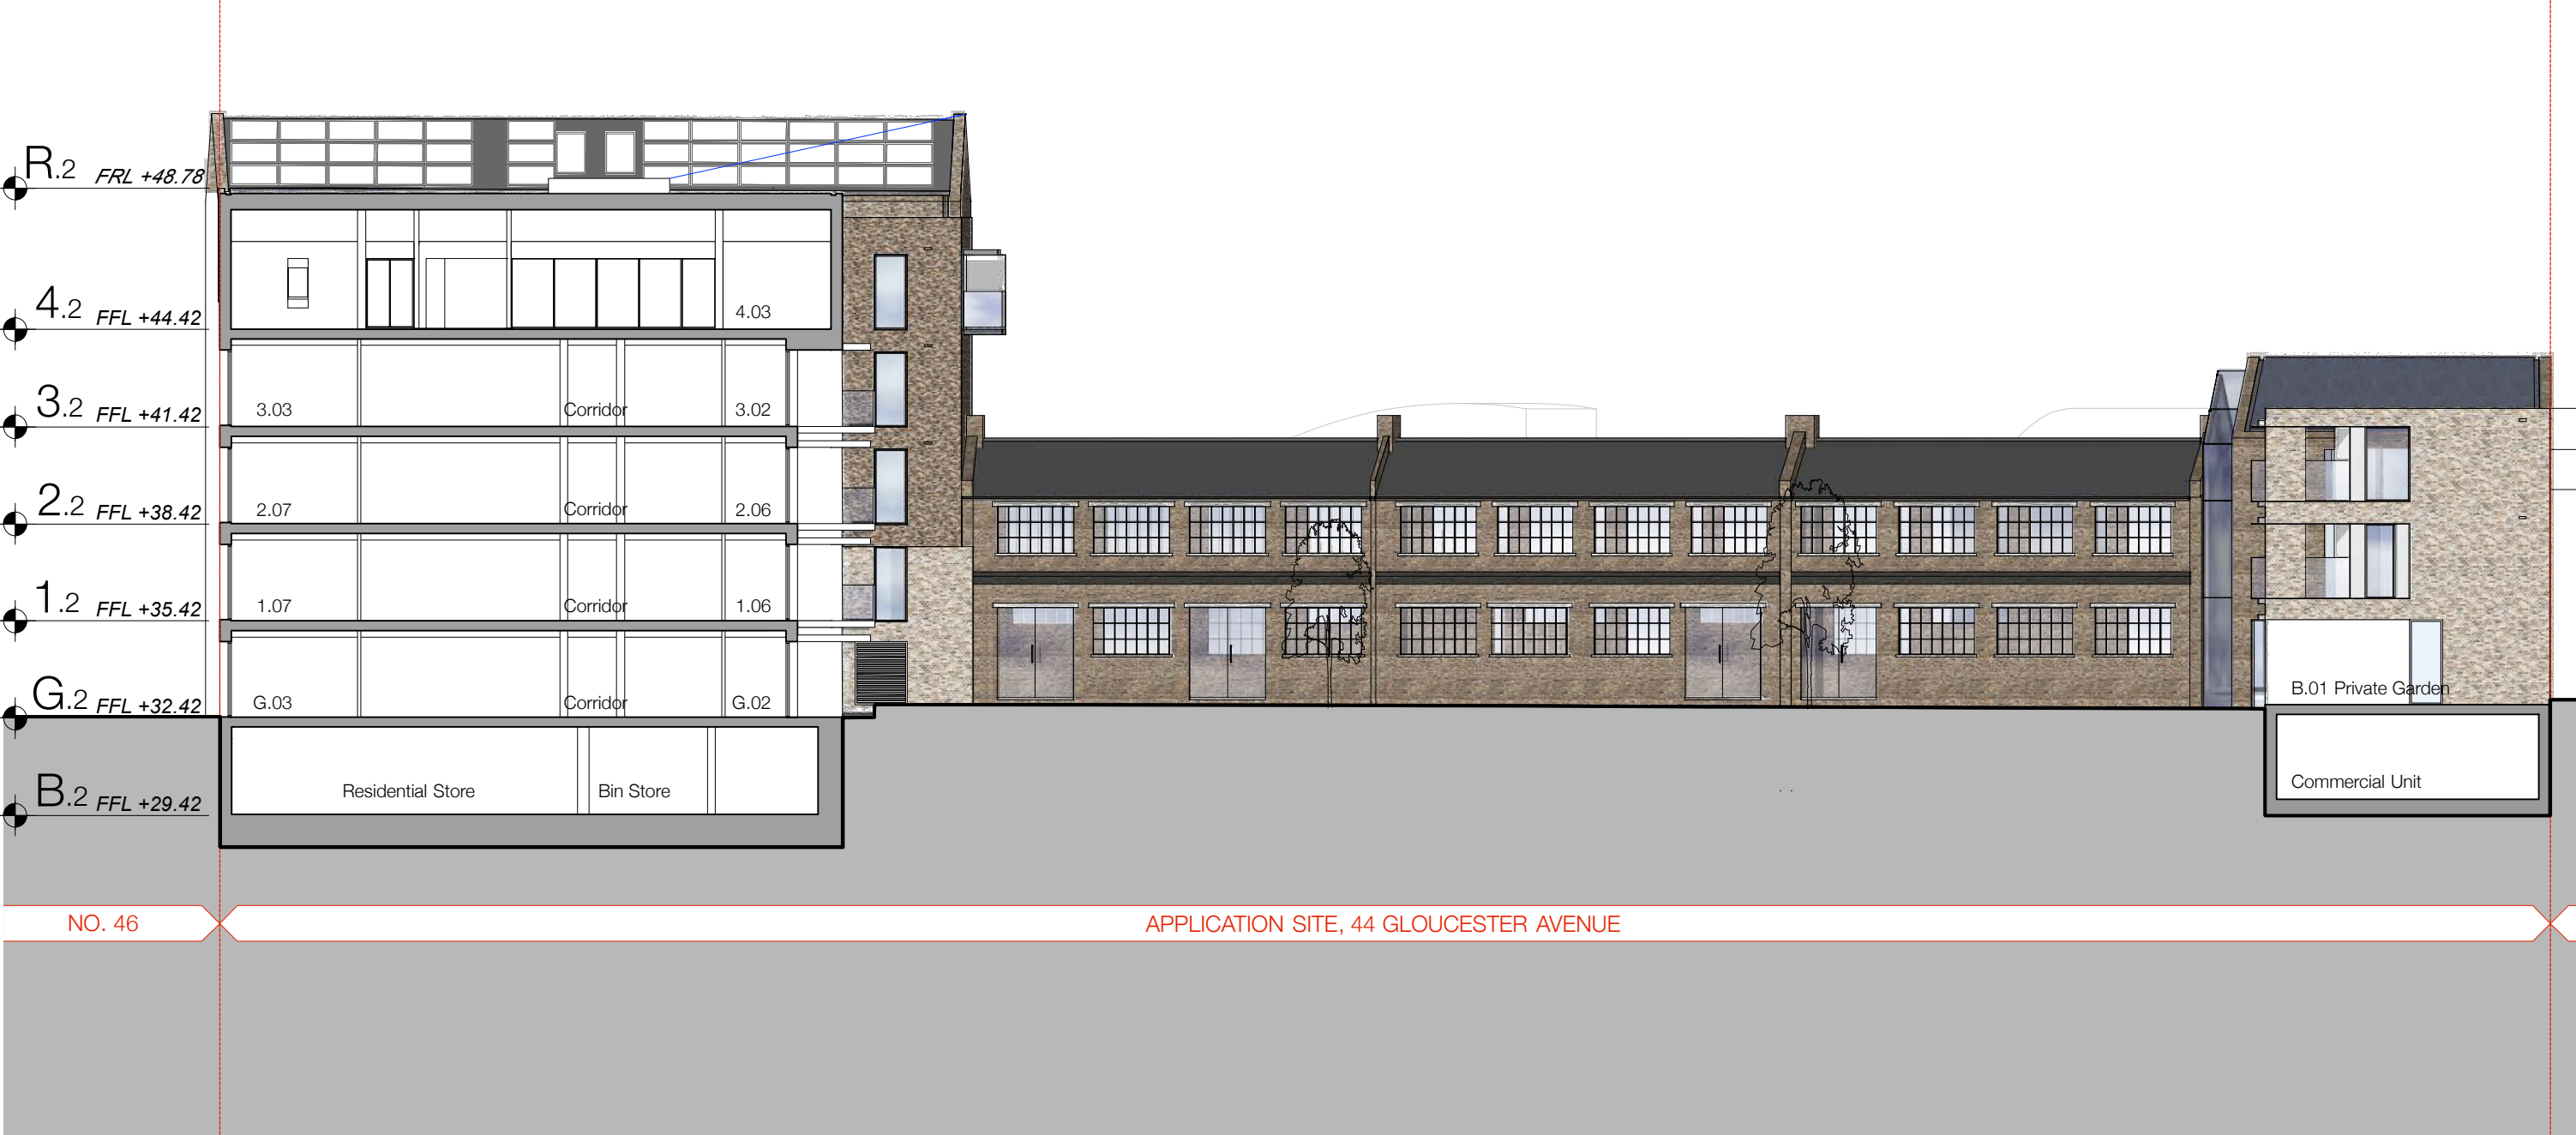 R.2 FRL +48.78
4.2 FFL +44.42
4.03
3.2 FFL +41.42
3.03 Corridor 3.02
2.2 FFL +38.42
2.07 Corridor 2.06
1.2 FFL +35.42
1.07 Corridor 1.06
G.2 FFL +32.42
G.03 Corridor G.02
B.01 Private Garden
B.2 FFL +29.42
Residential Store Bin Store
Commercial Unit
NO. 46
APPLICATION SITE, 44 GLOUCESTER AVENUE